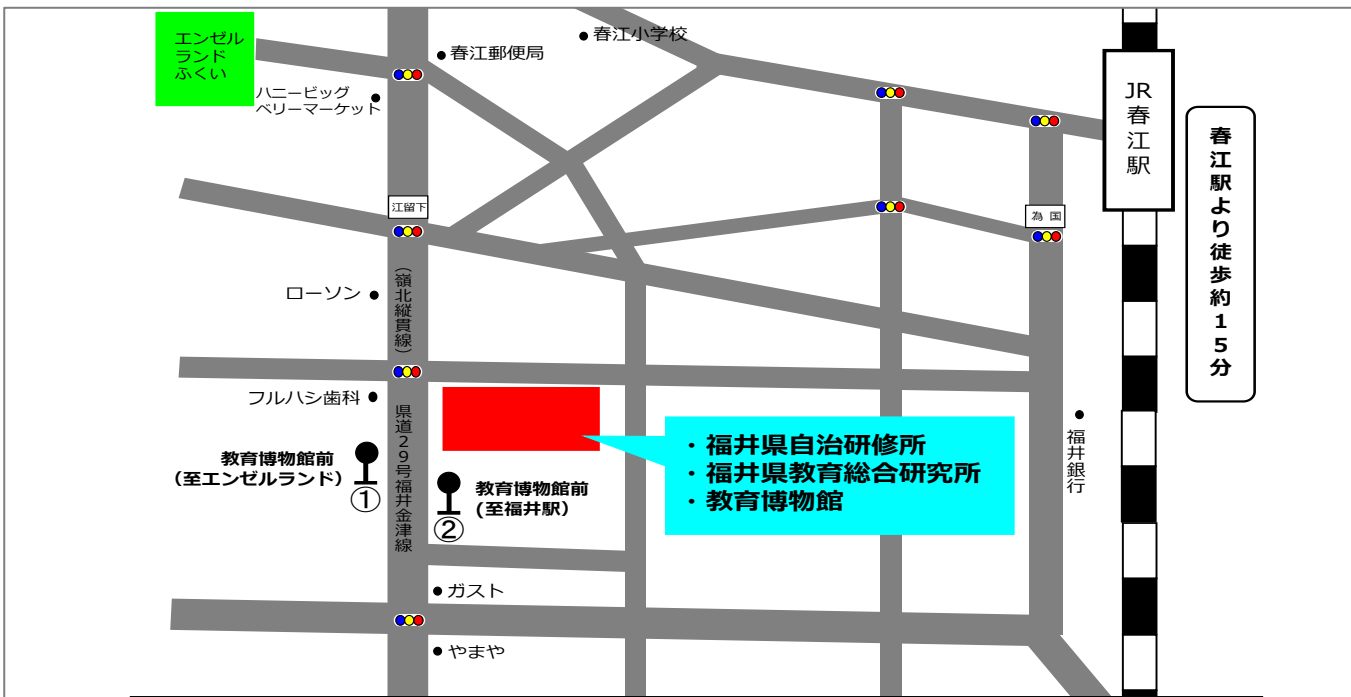 エンゼル
ランド
ふくい
春江郵便局
春江小学校
ハニービッグ
ベリーマーケット
JR春江駅
春江駅より徒歩約15分
江留下
為国
ローソン
（嶺北縦貫線）
フルハシ歯科
県道29号福井金津線
教育博物館前
（至エンゼルランド）
①
教育博物館前
(至福井駅）
②
・福井県自治研修所
・福井県教育総合研究所
・教育博物館
福井銀行
ガスト
やまや